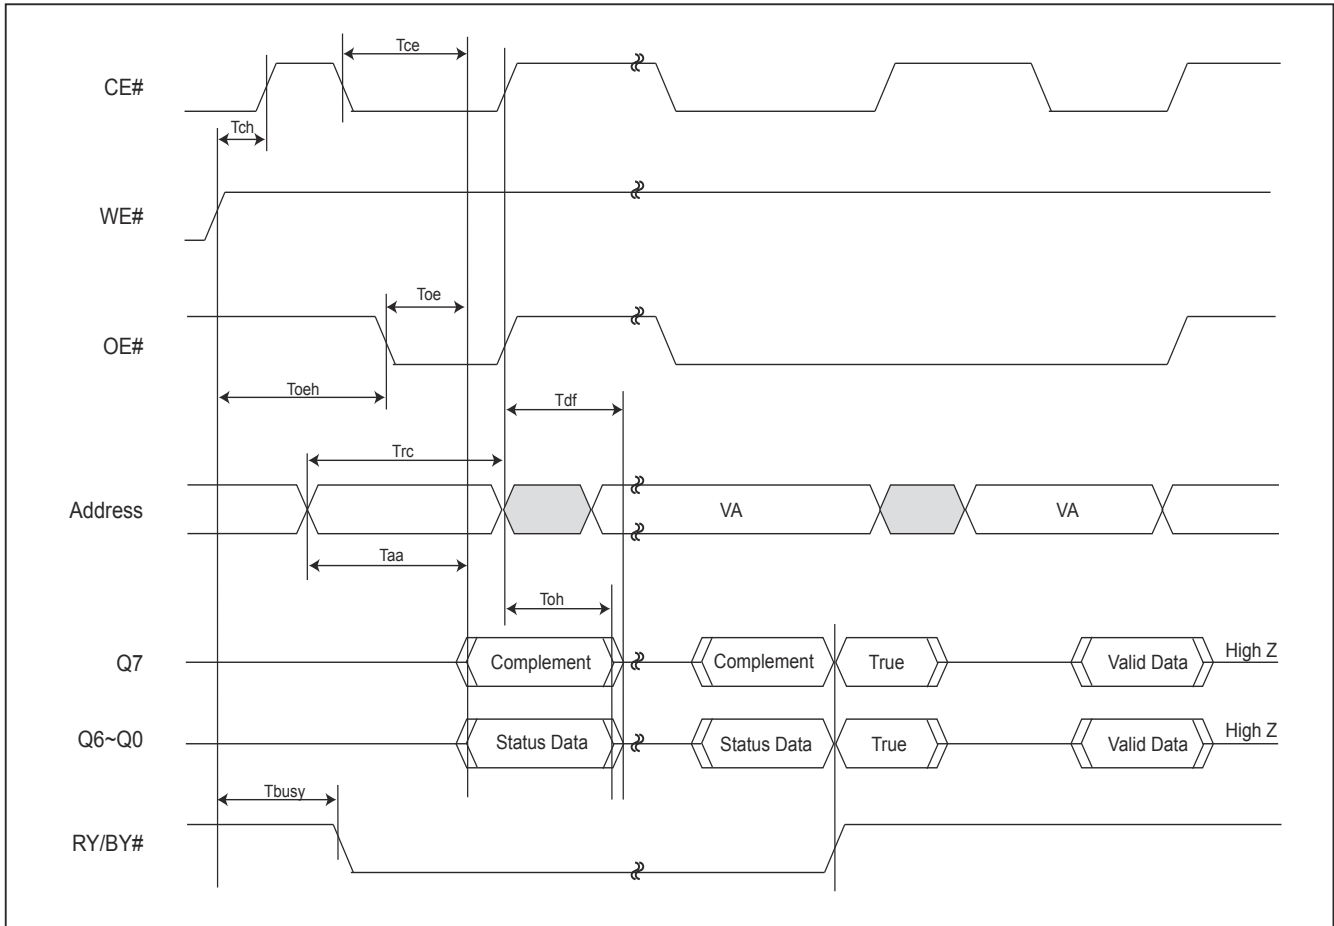 Tce
CE#
Tch
WE#
Toe
OE#
Toeh
Tdf
Trc
Address
VA
VA
Taa
Toh
Q7
Complement
Complement
True
Valid Data
High Z
Q6~Q0
Status Data
Status Data
True
Valid Data
High Z
Tbusy
RY/BY#